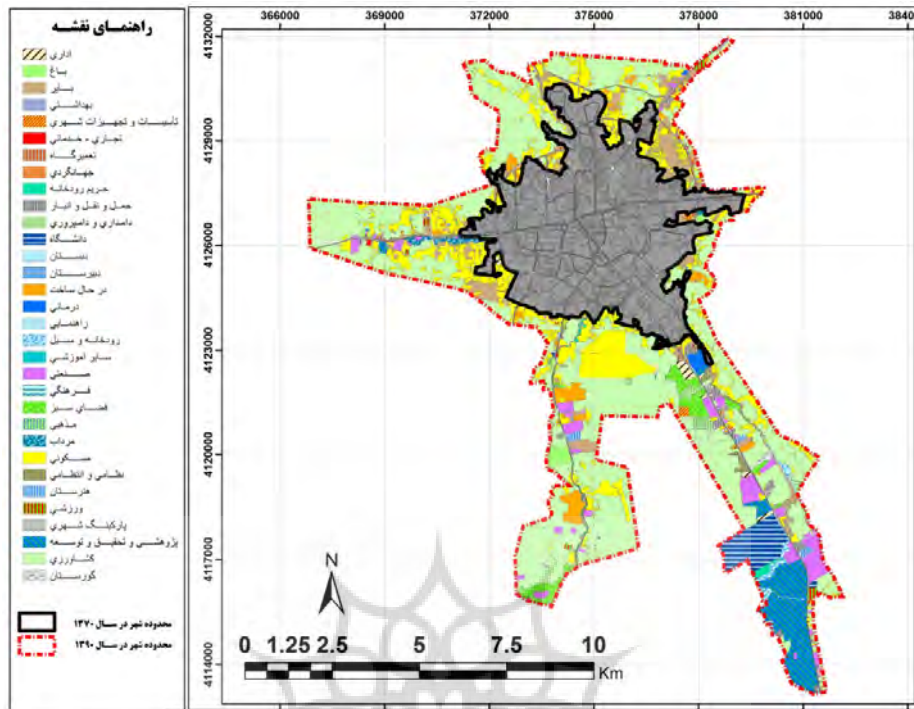 راهنمای نقشه
اداری
باغ
بایر
بهداشتی
تأسیسات و تجهیزات شهری
تجاری - خدماتی
تعمیرگاه
جهانگردی
حریم رودخانه
حمل و نقل و انبار
دامداری و دامپروری
دانشگاه
دبستان
دبیرستان
در حال ساخت
درمانی
راهنمایی
رودخانه و مسیل
سایر آموزشی
صنعتی
فرهنگی
فضای سبز
مذهبی
مرداب
مسکونی
نظامی و انتظامی
هنرستان
ورزشی
پارکینگ شهری
پژوهشی و تحقیق و توسعه
کشاورزی
گورستان
محدوده شهر در سال ۱۳۷۰
محدوده شهر در سال ۱۳۹۰
366000 369000 372000 375000 378000 381000 3840
4132000
4129000
4126000
4123000
4120000
4117000
4114000
N
0 1.25 2.5 5 7.5 10
Km